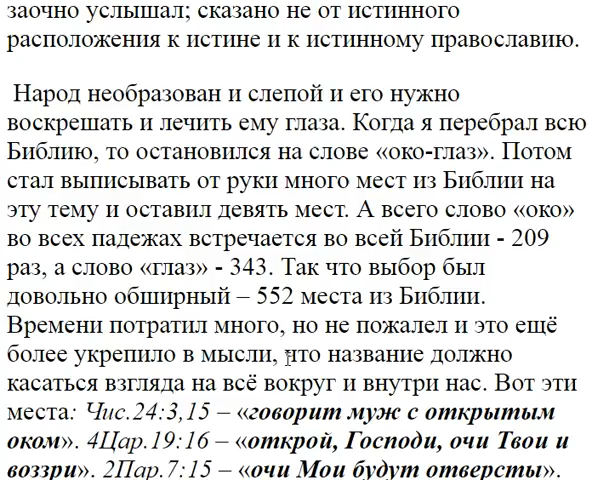 заочно услышал; сказано не от истинного
расположения к истине и к истинному православию.
Народ необразован и слепой и его нужно
воскрешать и лечить ему глаза. Когда я перебрал всю
Библию, то остановился на слове «око-глаз». Потом
стал выписывать от руки много мест из Библии на
эту тему и оставил девять мест. А всего слово «око»
во всех падежах встречается во всей Библии - 209
раз, а слово «глаз» - 343. Так что выбор был
довольно обширный – 552 места из Библии.
Времени потратил много, но не пожалел и это ещё
более укрепило в мысли, что название должно
касаться взгляда на всё вокруг и внутри нас. Вот эти
места: Чис.24:3,15 – «говорит муж с открытым
оком». 4Цар.19:16 – «открой, Господи, очи Твои и
воззри». 2Пар.7:15 – «очи Мои будут отверсты».